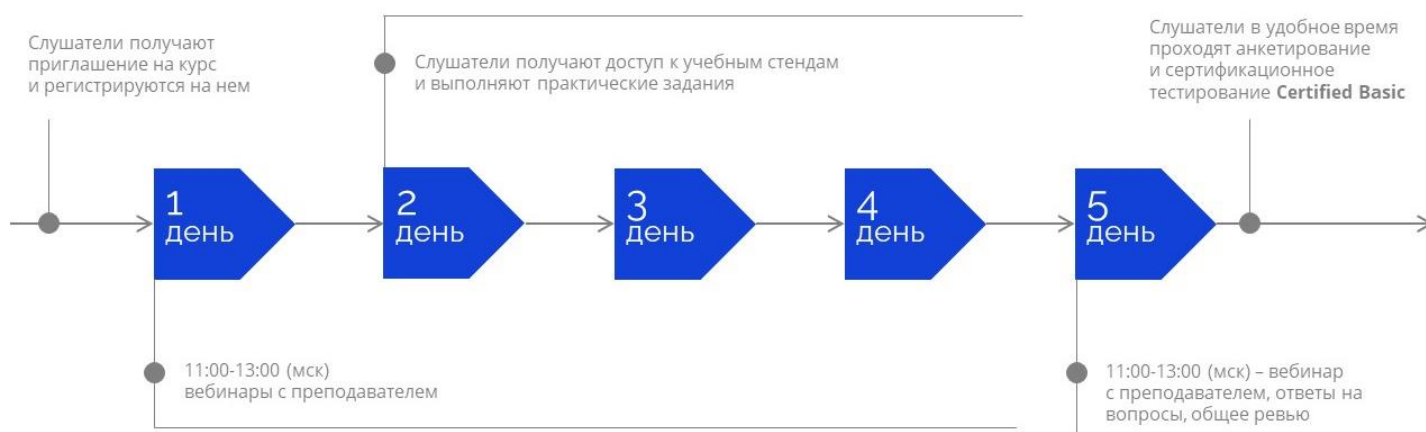 Слушатели получают
приглашение на курс
и регистрируются на нем
Слушатели получают доступ к учебным стендам
и выполняют практические задания
Слушатели в удобное время
проходят анкетирование
и сертификационное
тестирование Certified Basic
1
день
2
день
3
день
4
день
5
день
11:00-13:00 (мск)
вебинары с преподавателем
11:00-13:00 (мск) – вебинар
с преподавателем, ответы на
вопросы, общее ревью